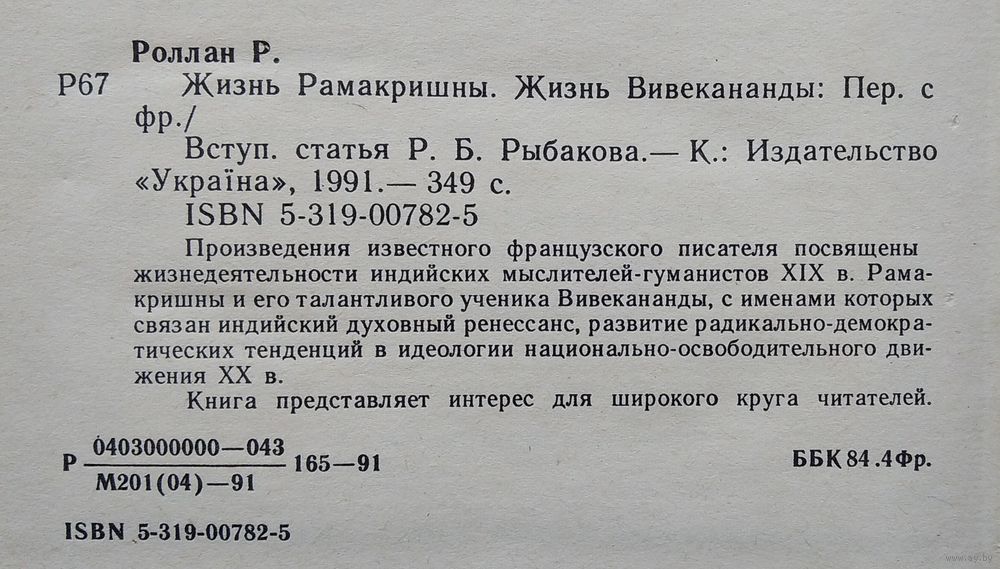 Роллан Р.
Р67 Жизнь Рамакришны. Жизнь Вивекананды: Пер. с
фр./
Вступ. статья Р. Б. Рыбакова.— К.: Издательство
«Україна», 1991.— 349 с.
ISBN 5-319-00782-5
Произведения известного французского писателя посвящены
жизнедеятельности индийских мыслителей-гуманистов XIX в. Рама-
кришны и его талантливого ученика Вивекананды, с именами которых
связан индийский духовный ренессанс, развитие радикально-демокра-
тических тенденций в идеологии национально-освободительного дви-
жения XX в.
Книга представляет интерес для широкого круга читателей.
0403000000—043
Р 165—91 ББК 84.4Фр.
М201(04)—91
ISBN 5-319-00782-5
www.ay.by